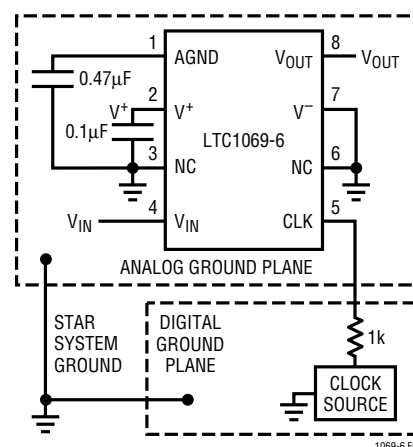 1
AGND
VOUT
8
VOUT
0.47µF
V+
2
V+
V−
7
0.1µF
LTC1069-6
3
NC
NC
6
VIN
4
VIN
CLK
5
ANALOG GROUND PLANE
STAR
SYSTEM
GROUND
DIGITAL
GROUND
PLANE
1k
CLOCK
SOURCE